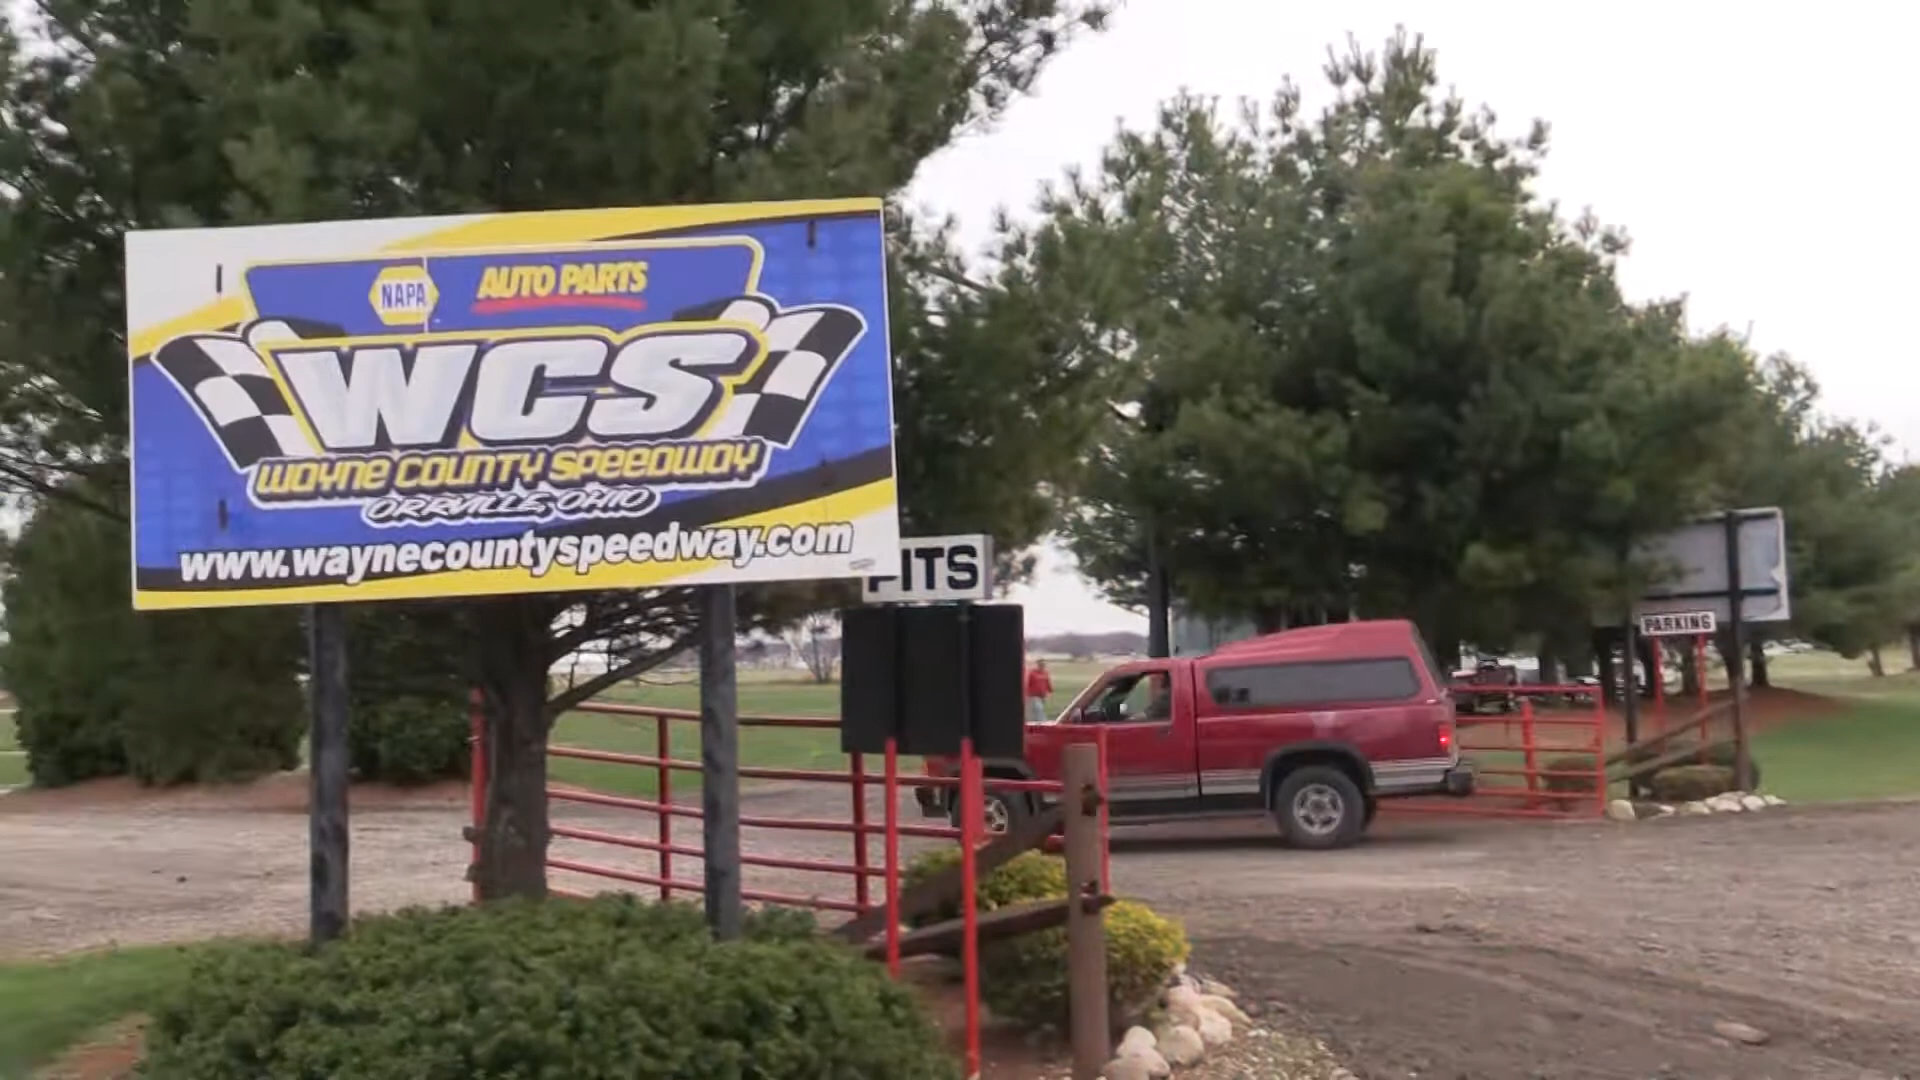 NAPA AUTO PARTS
WCS
WAYNE COUNTY SPEEDWAY
ORRVILLE, OHIO
www.waynecountyspeedway.com
PITS
PARKING